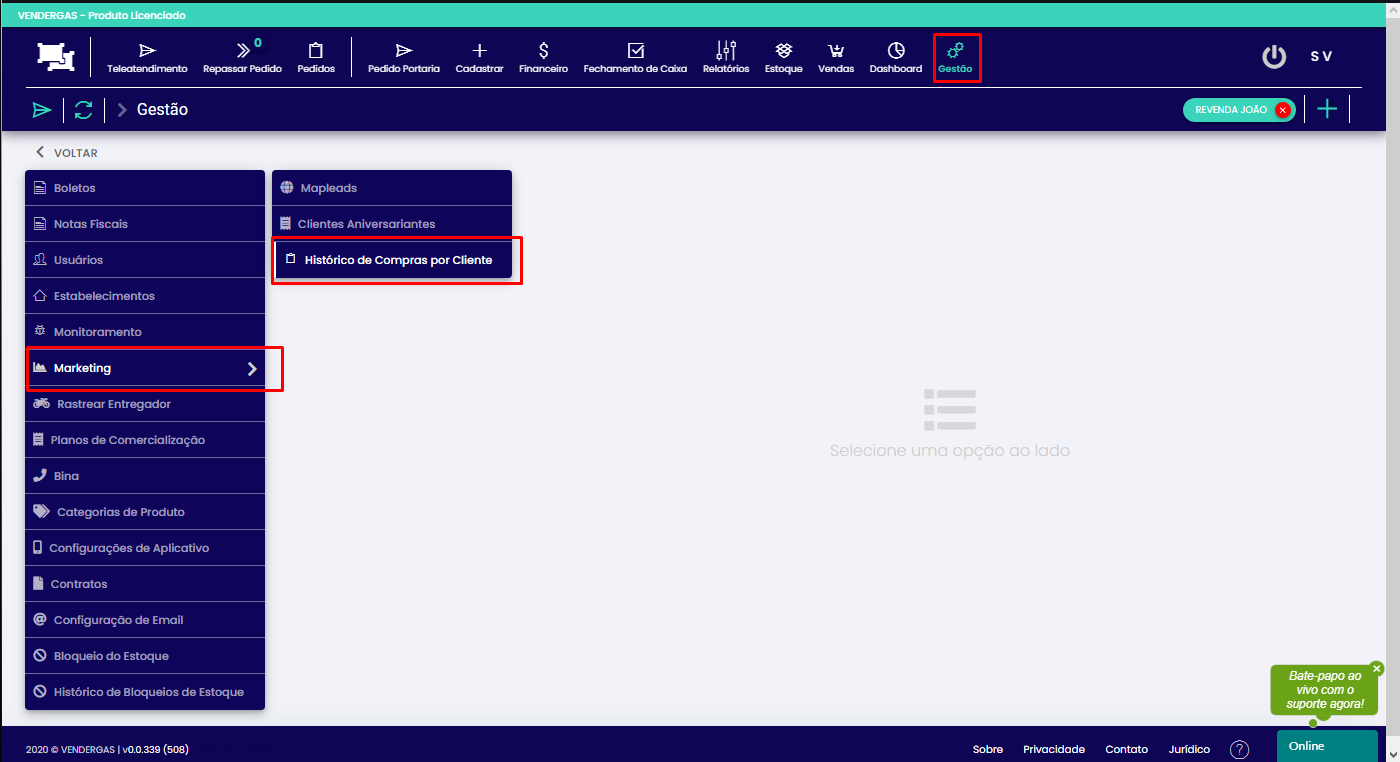 VENDERGAS - Produto Licenciado
Teleatendimento
0
Repassar Pedido
Pedidos
Pedido Portaria
Cadastrar
Financeiro
Fechamento de Caixa
Relatórios
Estoque
Vendas
Dashboard
Gestão
S V
Gestão
REVENDA JOÃO
VOLTAR
Boletos
Notas Fiscais
Usuários
Estabelecimentos
Monitoramento
Marketing
Rastrear Entregador
Planos de Comercialização
Bina
Categorias de Produto
Configurações de Aplicativo
Contratos
Configuração de Email
Bloqueio do Estoque
Histórico de Bloqueios de Estoque
Mapleads
Clientes Aniversariantes
Histórico de Compras por Cliente
Selecione uma opção ao lado
Bate-papo ao
vivo com o
suporte agora!
2020 © VENDERGAS | v0.0.339 (508)
Sobre
Privacidade
Contato
Jurídico
?
Online